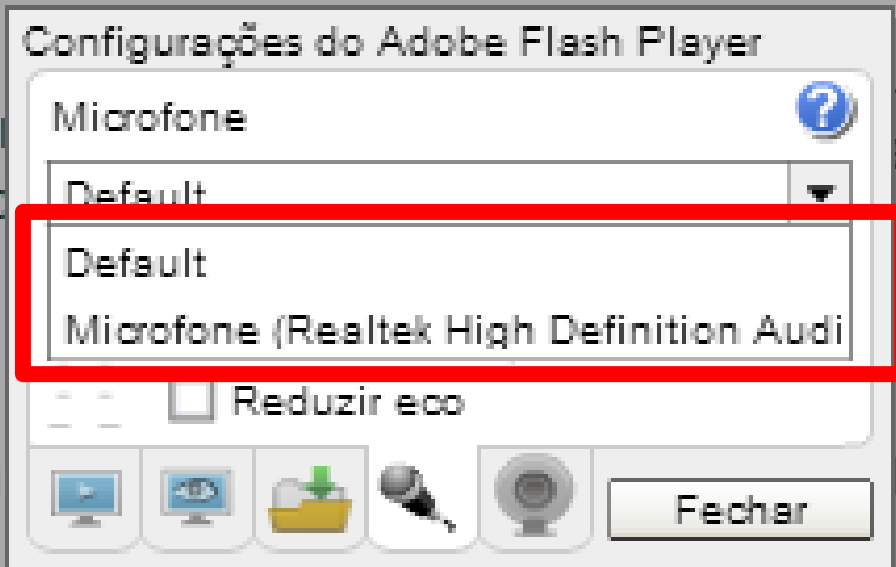 Configurações do Adobe Flash Player
Microfone
?
Default
Default
Microfone (Realtek High Definition Audi
Reduzir eco
Fechar